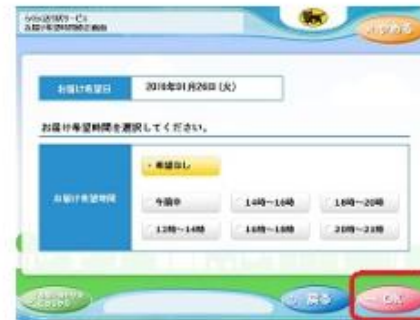 お届け希望日
2016年01月26日 (火)
お届け希望時間を選択してください。
お届け希望時間
希望なし
午前中
14時～16時
18時～20時
12時～14時
16時～18時
20時～21時
戻る
OK